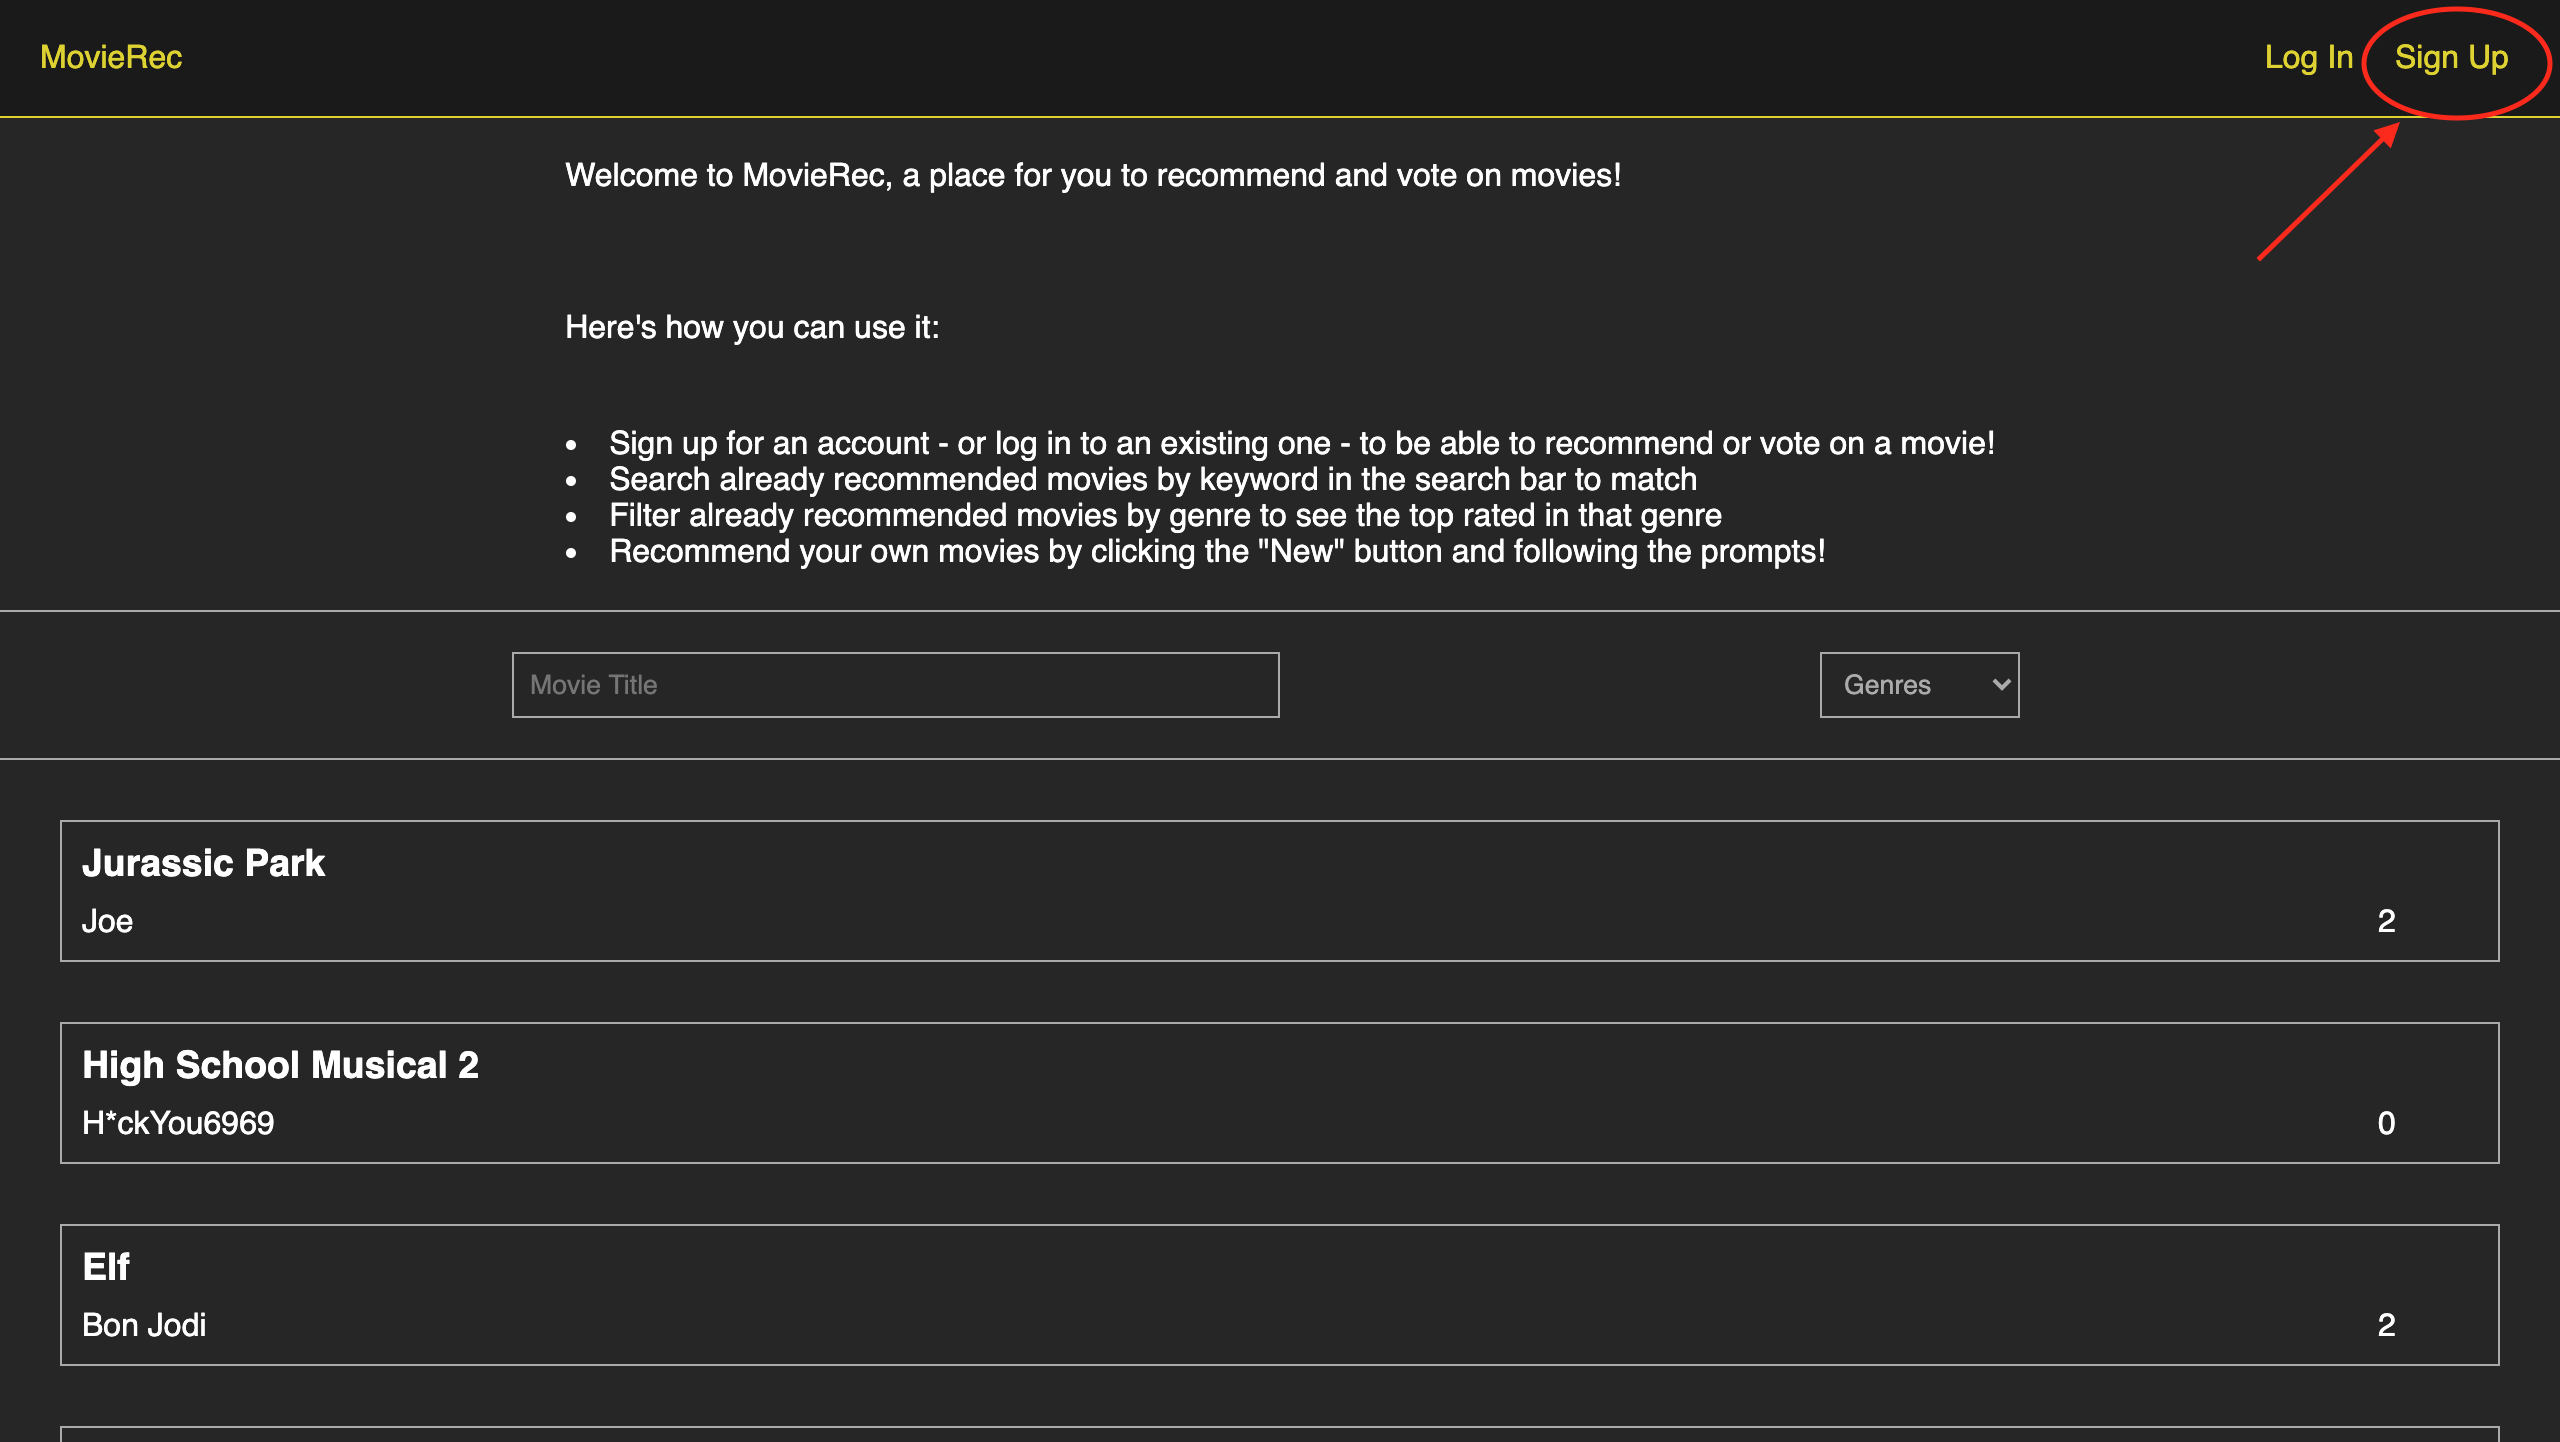 MovieRec
Log In
Sign Up
Welcome to MovieRec, a place for you to recommend and vote on movies!
Here's how you can use it:
• Sign up for an account - or log in to an existing one - to be able to recommend or vote on a movie!
• Search already recommended movies by keyword in the search bar to match
• Filter already recommended movies by genre to see the top rated in that genre
• Recommend your own movies by clicking the "New" button and following the prompts!
Movie Title
Genres
Jurassic Park
Joe
2
High School Musical 2
H*ckYou6969
0
Elf
Bon Jodi
2